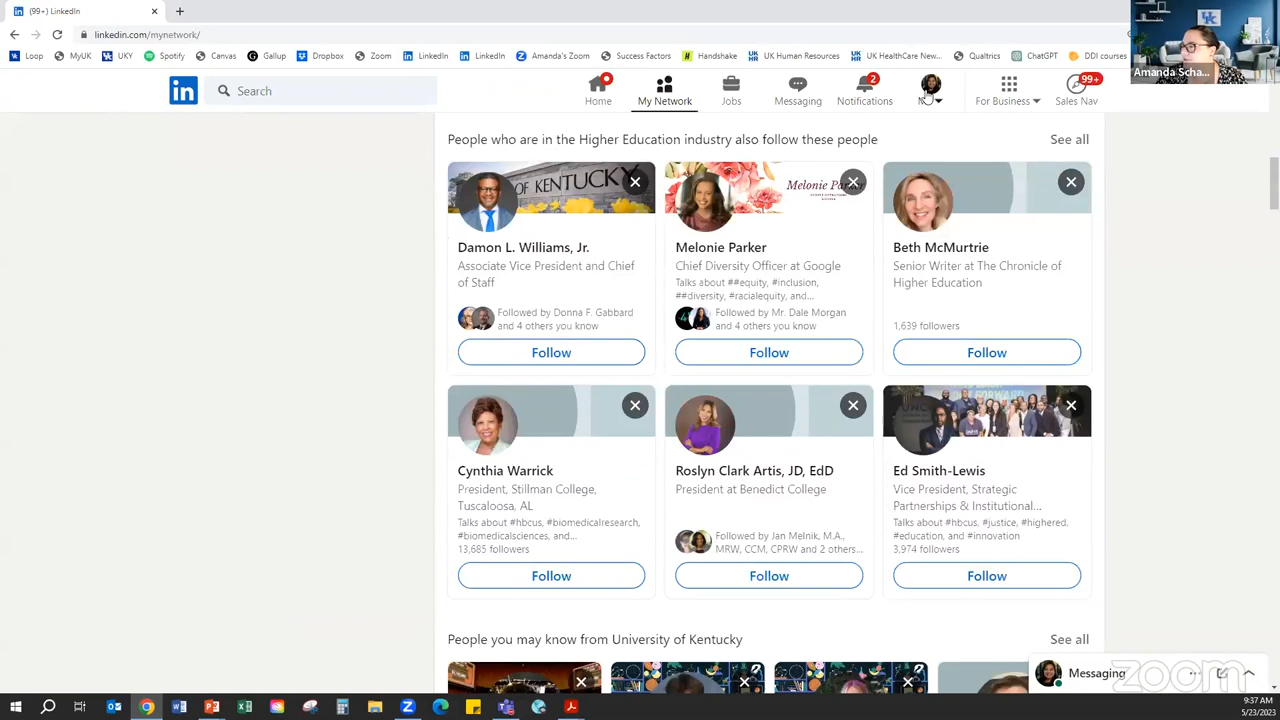 (99+) LinkedIn
linkedin.com/mynetwork/
Loop MyUK UKY Spotify Canvas Gallup Dropbox Zoom LinkedIn LinkedIn Amanda's Zoom Success Factors Handshake UK Human Resources UK HealthCare New... Qualtrics ChatGPT DDI courses
UK
Amanda Scha...
in
Search
2
99+
Home My Network Jobs Messaging Notifications For Business Sales Nav
People who are in the Higher Education industry also follow these people
See all
OF KENTUCKY
Damon L. Williams, Jr.
Associate Vice President and Chief
of Staff
Followed by Donna F. Gabbard
and 4 others you know
Follow
Melonie Parker
Melonie Parker
Chief Diversity Officer at Google
Talks about ##equity, #inclusion,
##diversity, #racialequity, and...
Followed by Mr. Dale Morgan
and 4 others you know
Follow
Beth McMurtrie
Senior Writer at The Chronicle of
Higher Education
1,639 followers
Follow
Cynthia Warrick
President, Stillman College,
Tuscaloosa, AL
Talks about #hbcus, #biomedicalresearch,
#biomedicalsciences, and...
13,685 followers
Follow
Roslyn Clark Artis, JD, EdD
President at Benedict College
Followed by Jan Melnik, M.A.,
MRW, CCM, CPRW and 2 others...
Follow
Ed Smith-Lewis
Vice President, Strategic
Partnerships & Institutional...
Talks about #hbcus, #justice, #highered,
#education, and #innovation
3,974 followers
Follow
People you may know from University of Kentucky
See all
Messaging
zoom
9:37 AM
5/23/2023